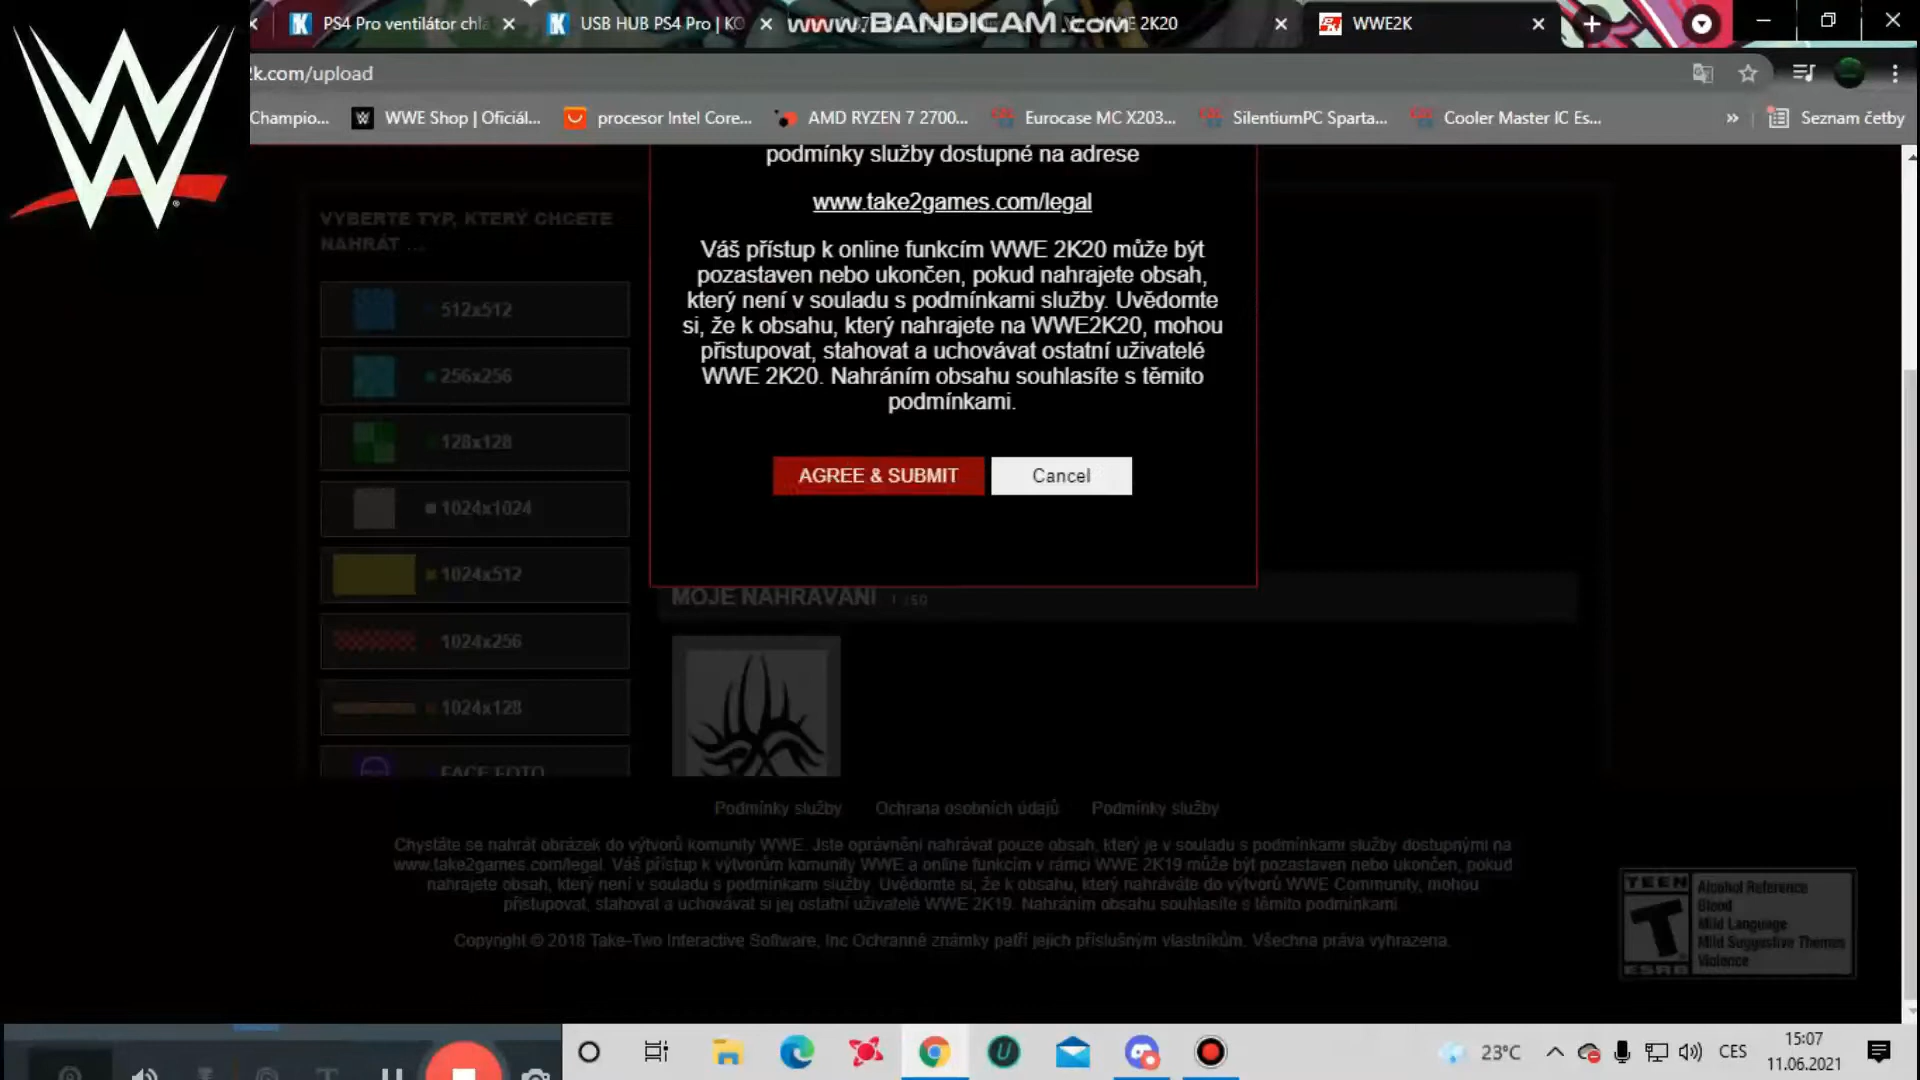 PS4 Pro ventilátor chla
USB HUB PS4 Pro | KO
www.BANDICAM.com
2K20
WWE2K
k.com/upload
Champio...
WWE Shop | Oficiál...
procesor Intel Core...
AMD RYZEN 7 2700...
Eurocase MC X203...
SilentiumPC Sparta...
Cooler Master IC Es...
»
Seznam četby
podmínky služby dostupné na adrese
www.take2games.com/legal
Váš přístup k online funkcím WWE 2K20 může být
pozastaven nebo ukončen, pokud nahrajete obsah,
který není v souladu s podmínkami služby. Uvědomte
si, že k obsahu, který nahrajete na WWE2K20, mohou
přistupovat, stahovat a uchovávat ostatní uživatelé
WWE 2K20. Nahráním obsahu souhlasíte s těmito
podmínkami.
AGREE & SUBMIT
Cancel
VYBERTE TYP, KTERÝ CHCETE
NAHRÁT ...
512x512
256x256
128x128
1024x1024
1024x512
1024x256
1024x128
FACE FOTO
MOJE NAHRÁVÁNÍ
Podmínky služby
Ochrana osobních údajů
Podmínky služby
Chystáte se nahrát obrázek do výtvorů komunity WWE. Jste oprávněni nahrávat pouze obsah, který je v souladu s podmínkami služby dostupnými na
www.take2games.com/legal. Váš přístup k výtvorům komunity WWE a online funkcím v rámci WWE 2K19 může být pozastaven nebo ukončen, pokud
nahrajete obsah, který není v souladu s podmínkami služby. Uvědomte si, že k obsahu, který nahráváte do výtvorů WWE Community, mohou
přistupovat, stahovat a uchovávat si jej ostatní uživatelé WWE 2K19. Nahráním obsahu souhlasíte s těmito podmínkami.
Copyright © 2018 Take-Two Interactive Software, Inc Ochranné známky patří jejich příslušným vlastníkům. Všechna práva vyhrazena.
TEEN
T
ESRB
Alcohol Reference
Blood
Mild Language
Mild Suggestive Themes
Violence
23°C
CES
15:07
11.06.2021